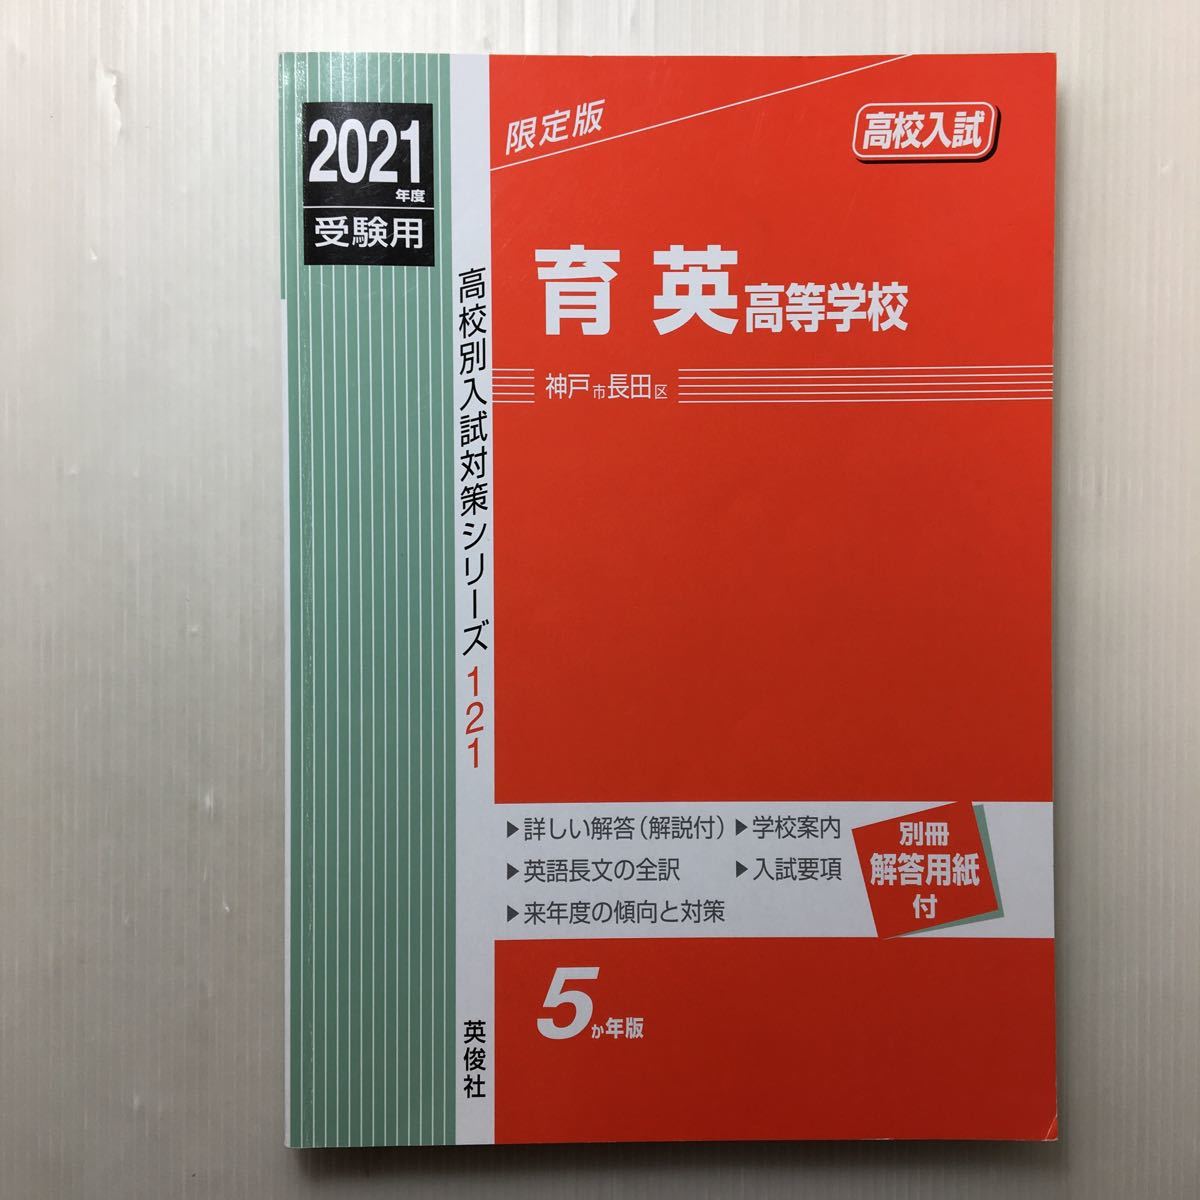 2021
年度
受験用
限定版
高校入試
育英高等学校
神戸市長田区
高校別入試対策シリーズ121
▶詳しい解答(解説付)▶学校案内
▶英語長文の全訳 ▶入試要項
▶来年度の傾向と対策
別冊
解答用紙
付
5か年版
英俊社